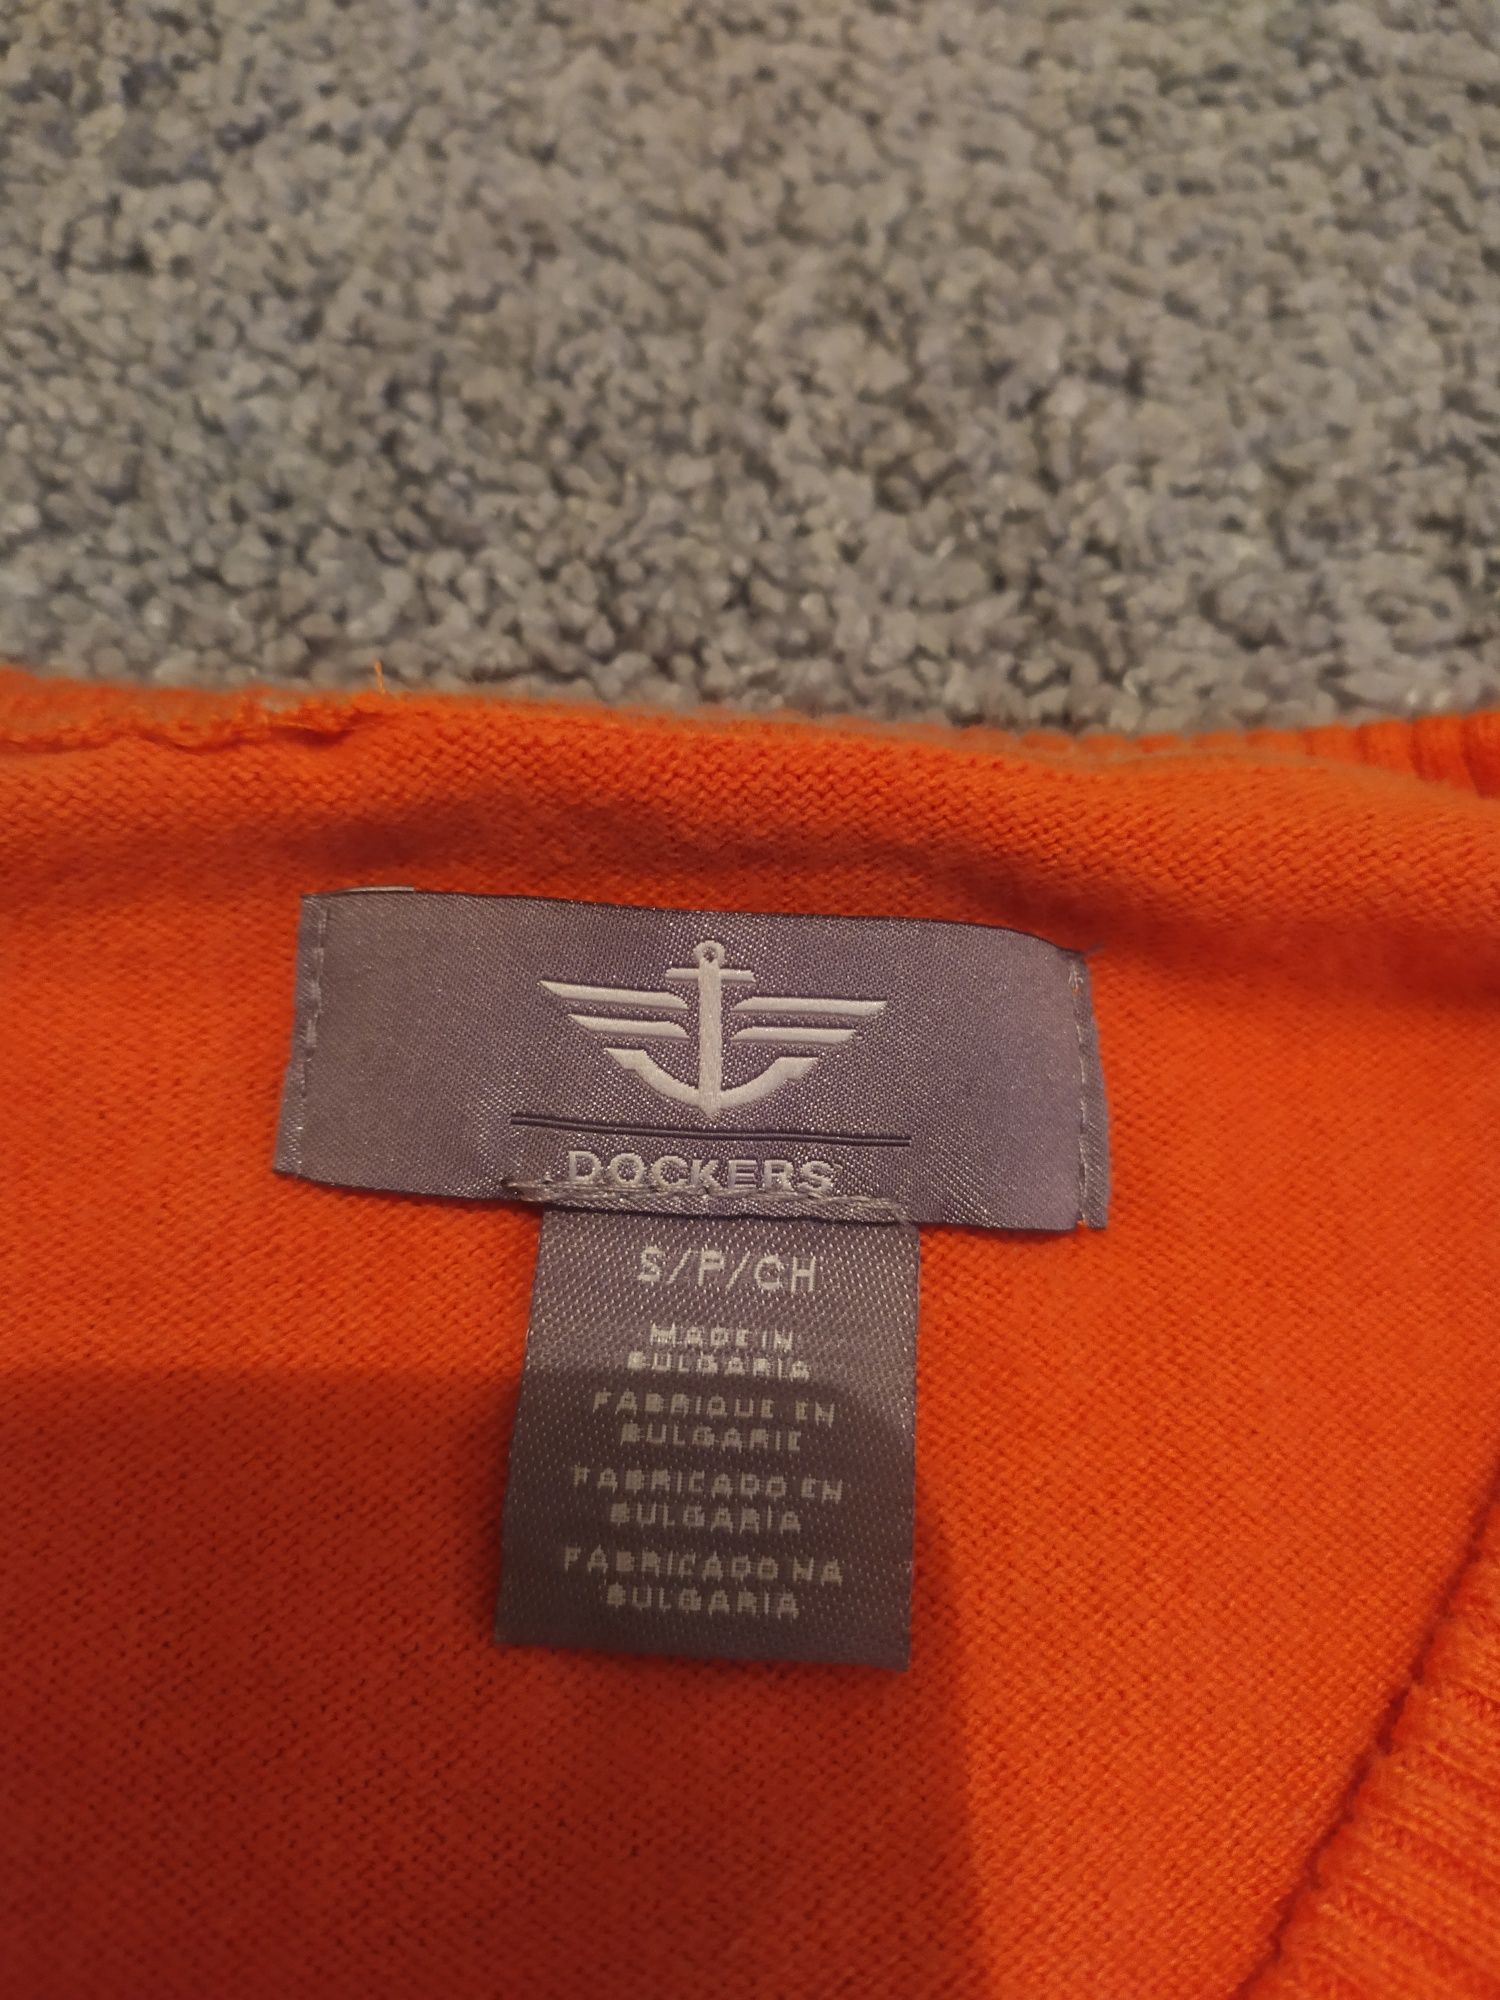 DOCKERS
S/P/CH
MADE IN
BULGARIA
FABRIQUE EN
BULGARIE
FABRICADO EN
BULGARIA
FABRICADO NA
BULGARIA